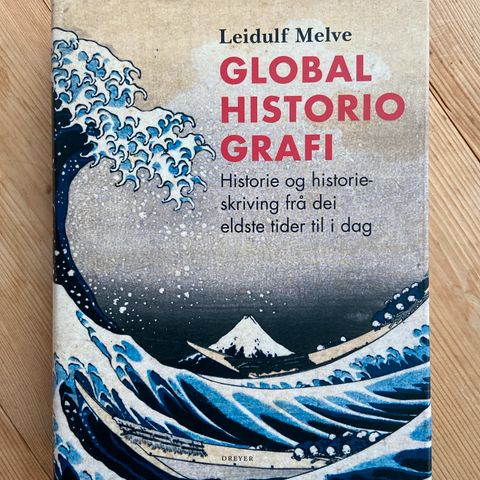 Leidulf Melve
GLOBAL
HISTORIO
GRAFI
Historie og historie-
skriving frå dei
eldste tider til i dag
DREYER